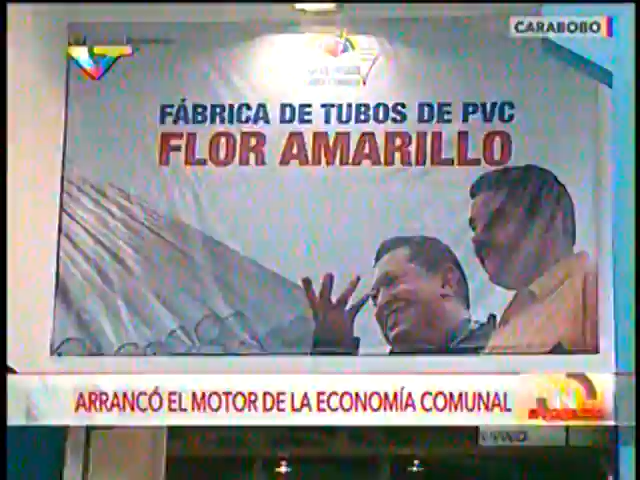 CARABOBO
FÁBRICA DE TUBOS DE PVC
FLOR AMARILLO
ARRANCÓ EL MOTOR DE LA ECONOMÍA COMUNAL